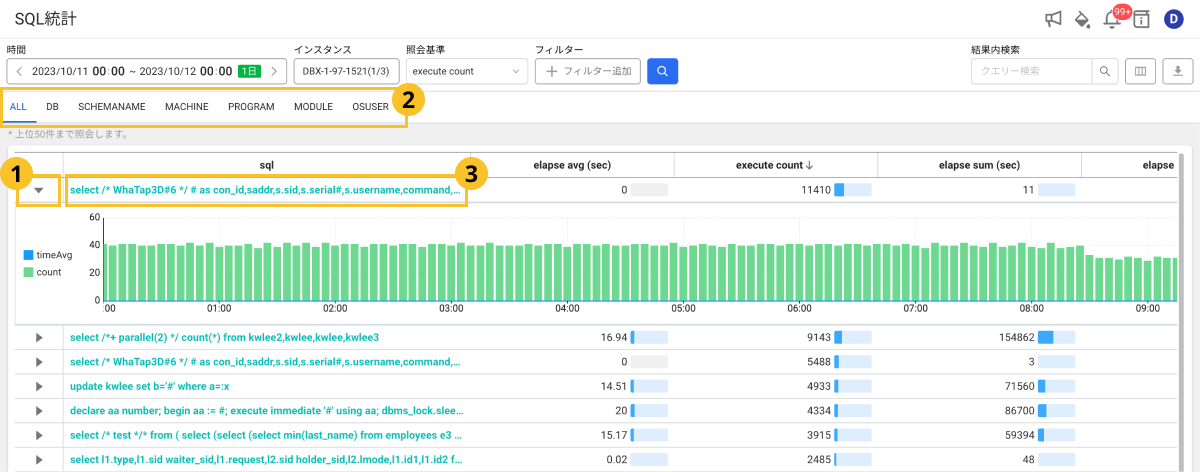 SQL統計
99+
D
時間
インスタンス
照会基準
フィルター
結果内検索
2023/10/11 00:00 ~ 2023/10/12 00:00 1日
DBX-1-97-1521(1/3)
execute count
フィルター追加
クエリー検索
ALL DB SCHEMANAME MACHINE PROGRAM MODULE OSUSER
2
* 上位50件まで照会します。
sql elapse avg (sec) execute count ↓ elapse sum (sec) elapse
1
3
select /* WhaTap3D#6 */ # as con_id,saddr,s.sid,s.serial#,s.username,command,... 0 11410 11
60
40
20
0
timeAvg
count
:00 01:00 02:00 03:00 04:00 05:00 06:00 07:00 08:00 09:00
select /*+ parallel(2) */ count(*) from kwlee2,kwlee,kwlee,kwlee3 16.94 9143 154862
select /* WhaTap3D#6 */ # as con_id,saddr,s.sid,s.serial#,s.username,command,... 0 5488 3
update kwlee set b='#' where a=:x 14.51 4933 71560
declare aa number; begin aa := #; execute immediate '#' using aa; dbms_lock.slee... 20 4334 86700
select /* test */* from ( select (select (select min(last_name) from employees e3 ... 15.17 3915 59394
select l1.type,l1.sid waiter_sid,l1.request,l2.sid holder_sid,l2.lmode,l1.id1,l1.id2 f... 0.02 2485 48